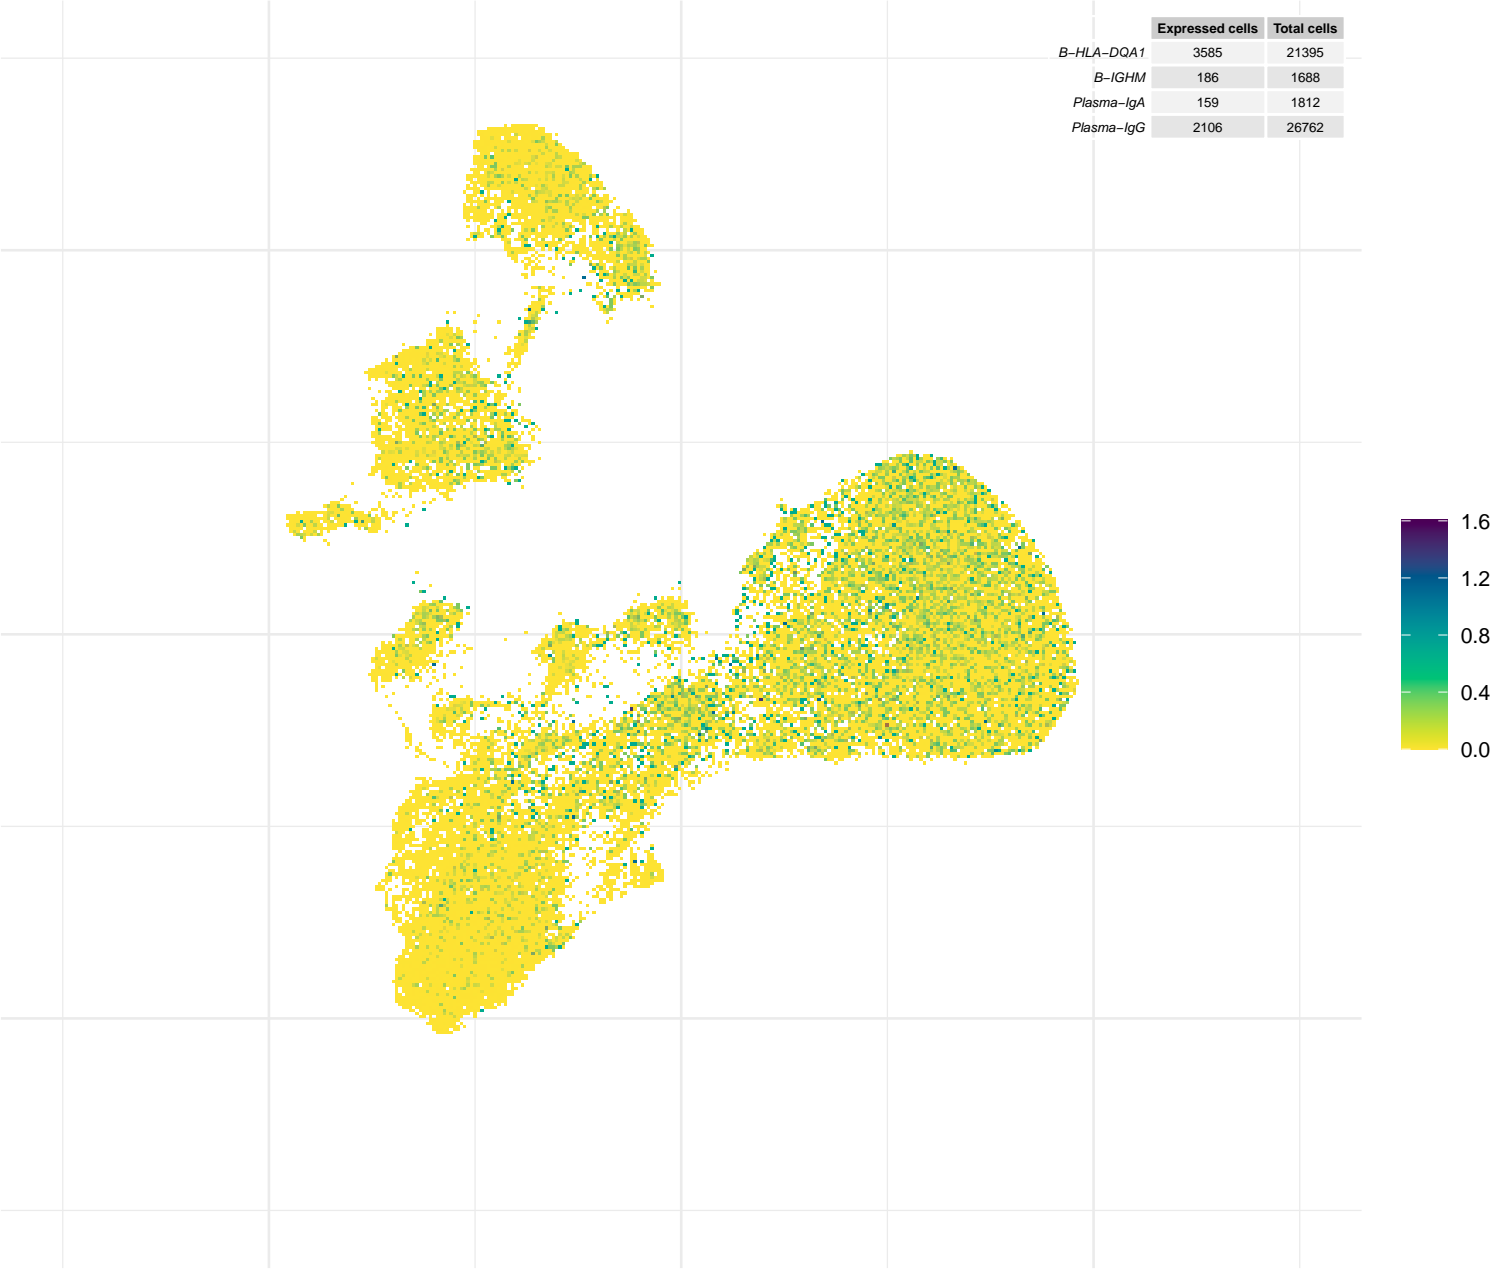 Expressed cells Total cells
B−HLA−DQA1 3585 21395
B−IGHM 186 1688
Plasma−IgA 159 1812
Plasma−IgG 2106 26762
1.6
1.2
0.8
0.4
0.0